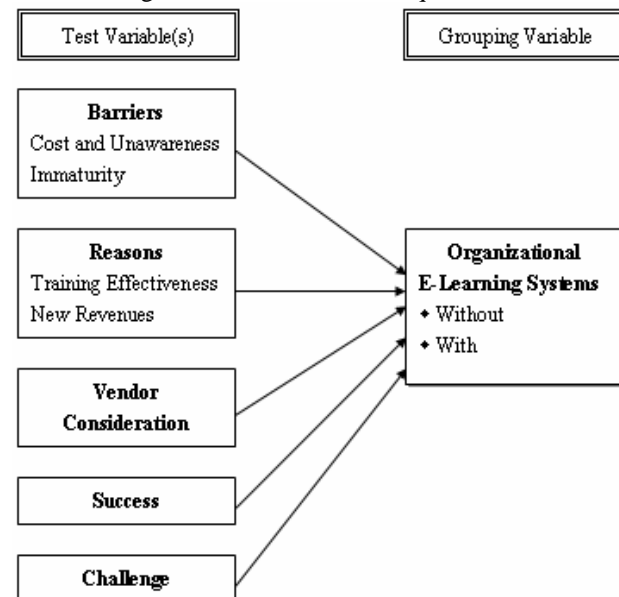 Test Variable(s)
Grouping Variable
Barriers
Cost and Unawareness
Immaturity
Reasons
Training Effectiveness
New Revenues
Vendor
Consideration
Success
Challenge
Organizational
E-Learning Systems
◆ Without
◆ With